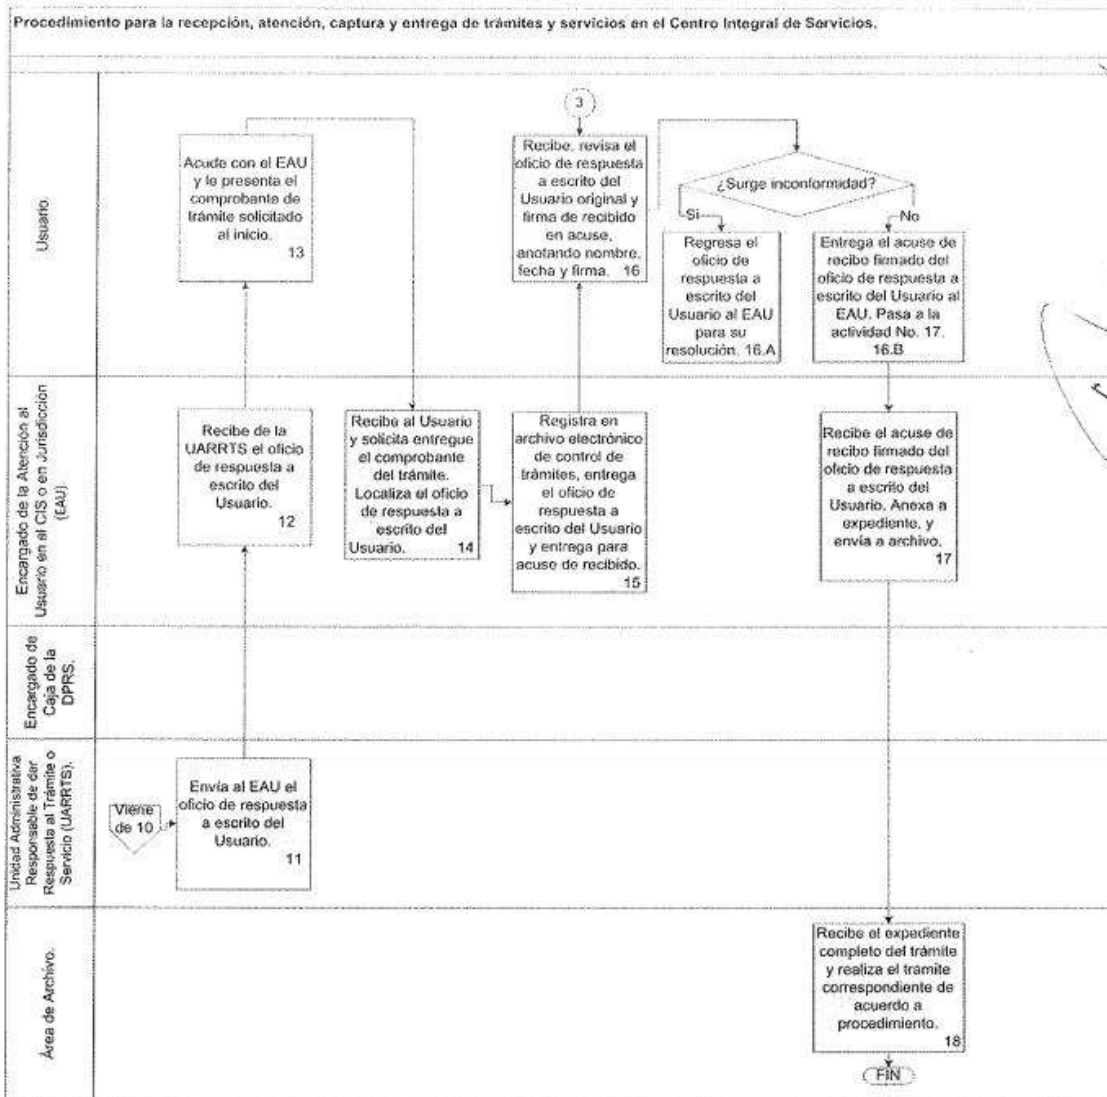 Procedimiento para la recepción, atención, captura y entrega de trámites y servicios en el Centro Integral de Servicios.
Usuario
3
Acude con el EAU
y le presenta el
comprobante de
trámite solicitado
al inicio.
13
Recibe, revisa el
oficio de respuesta
a escrito del
Usuario original y
firma de recibido
en acuse,
anotando nombre,
fecha y firma. 16
¿Surge inconformidad?
Si
No
Regresa el
oficio de
respuesta a
escrito del
Usuario al EAU
para su
resolución. 16.A
Entrega el acuse de
recibo firmado del
oficio de respuesta a
escrito del Usuario al
EAU. Pasa a la
actividad No. 17.
16.B
Encargado de la Atención al
Usuario en el CIS o en Jurisdicción
(EAU)
Recibe de la
UARRTS el oficio
de respuesta a
escrito del
Usuario.
12
Recibe al Usuario
y solicita entregue
el comprobante
del trámite.
Localiza el oficio
de respuesta a
escrito del
Usuario. 14
Registra en
archivo electrónico
de control de
trámites, entrega
el oficio de
respuesta a
escrito del Usuario
y entrega para
acuse de recibido.
15
Recibe el acuse de
recibo firmado del
oficio de respuesta
a escrito del
Usuario. Anexa a
expediente, y
envía a archivo.
17
Encargado de
Caja de la
DPRS.
Unidad Administrativa
Responsable de dar
Respuesta al Trámite o
Servicio (UARRTS).
Viene
de 10
Envía al EAU el
oficio de respuesta
a escrito del
Usuario.
11
Área de Archivo.
Recibe el expediente
completo del trámite
y realiza el trámite
correspondiente de
acuerdo a
procedimiento.
18
FIN